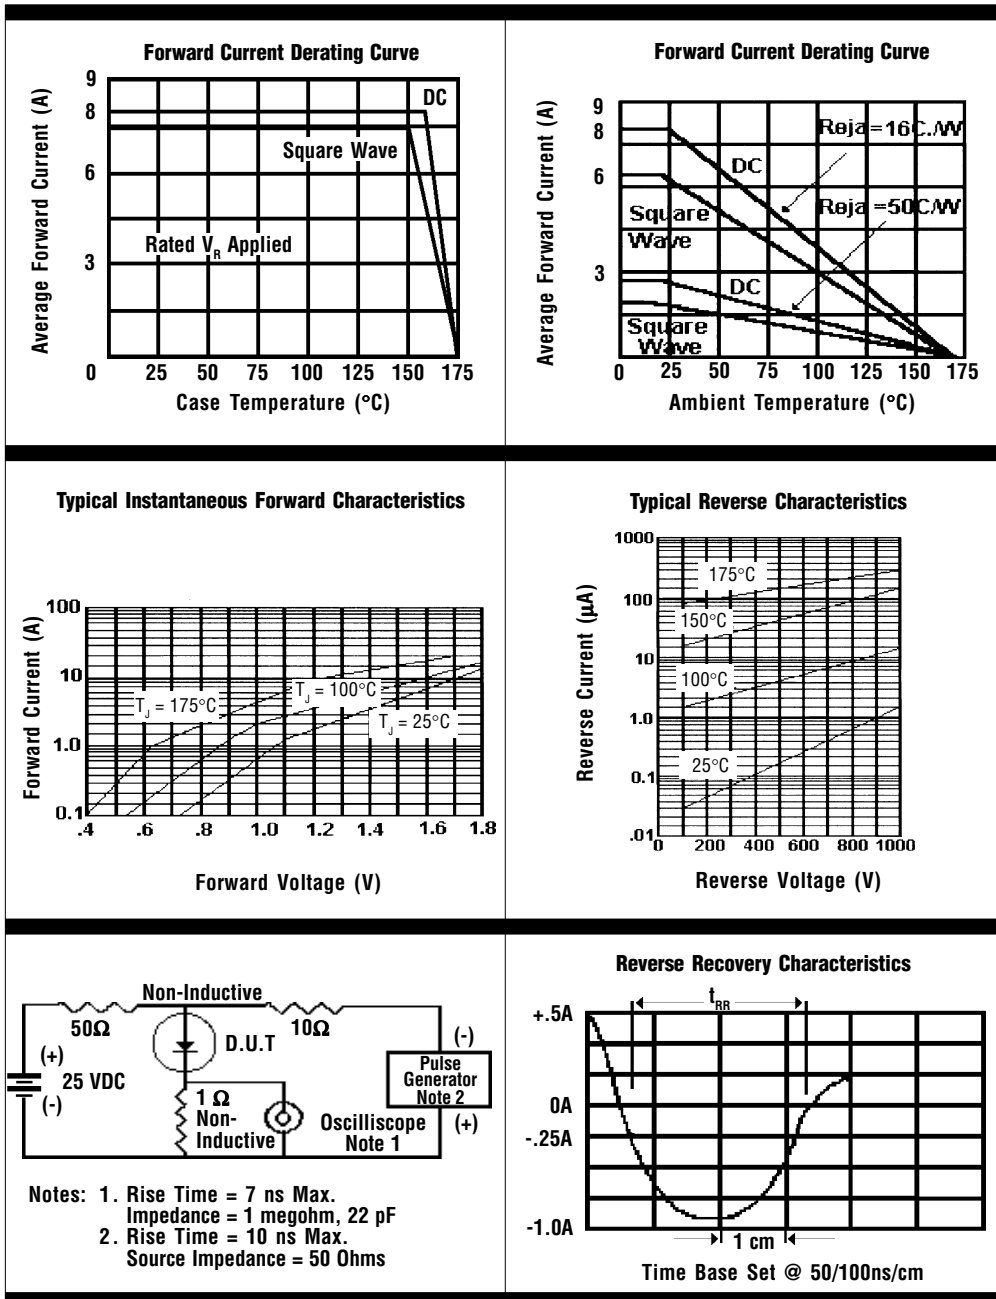 Forward Current Derating Curve
Average Forward Current (A)
9
8
6
3
DC
Square Wave
Rated VR Applied
0 25 50 75 100 125 150 175
Case Temperature (°C)
Forward Current Derating Curve
Average Forward Current (A)
9
8
6
3
Roja=16C./W
DC
Roja=50C/W
Square
Wave
DC
Square
Wave
0 25 50 75 100 125 150 175
Ambient Temperature (°C)
Typical Instantaneous Forward Characteristics
Forward Current (A)
100
10
1.0
0.1
TJ = 175°C
TJ = 100°C
TJ = 25°C
.4 .6 .8 1.0 1.2 1.4 1.6 1.8
Forward Voltage (V)
Typical Reverse Characteristics
Reverse Current (µA)
1000
100
10
1.0
0.1
.01
175°C
150°C
100°C
25°C
0 200 400 600 800 1000
Reverse Voltage (V)
Non-Inductive
50Ω
10Ω
D.U.T
(+)
25 VDC
(-)
1 Ω
Non-
Inductive
Oscilliscope
Note 1
(-)
Pulse
Generator
Note 2
(+)
Notes: 1. Rise Time = 7 ns Max.
Impedance = 1 megohm, 22 pF
2. Rise Time = 10 ns Max.
Source Impedance = 50 Ohms
Reverse Recovery Characteristics
tRR
+.5A
0A
-.25A
-1.0A
1 cm
Time Base Set @ 50/100ns/cm